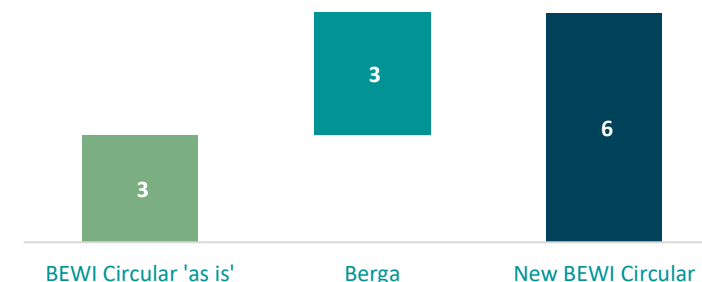 3
3
6
BEWI Circular 'as is'
Berga
New BEWI Circular